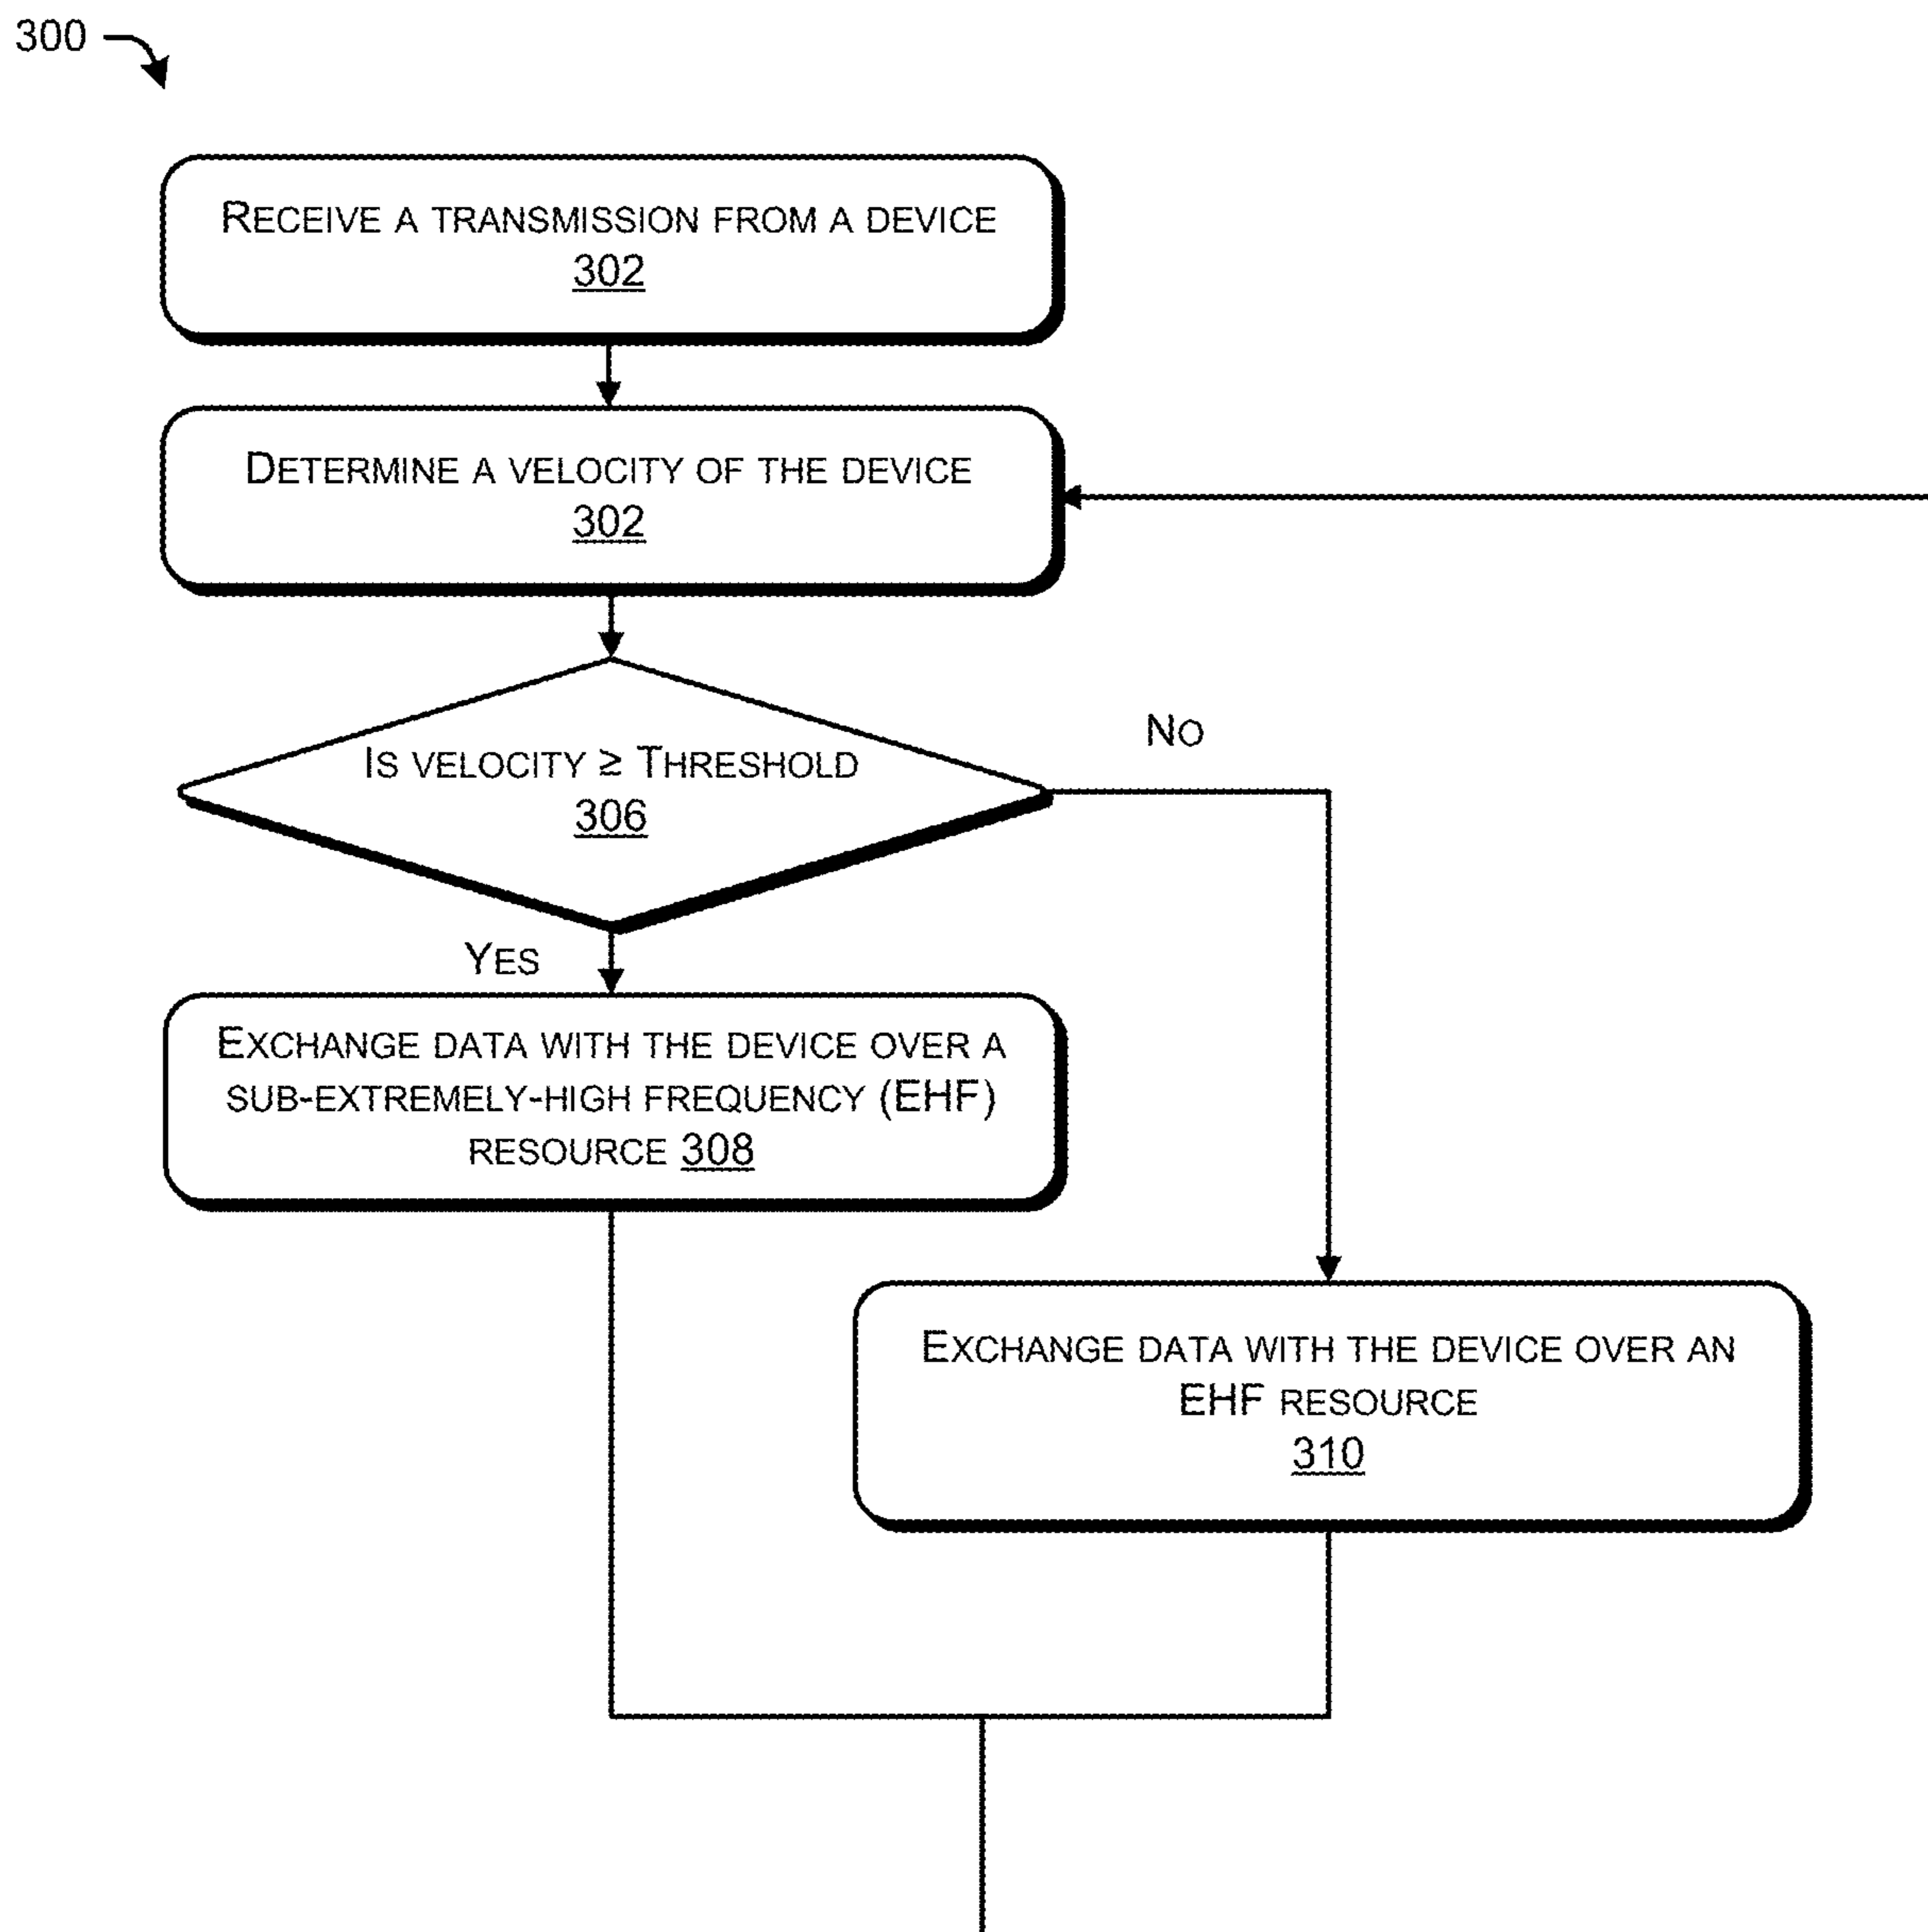 300
RECEIVE A TRANSMISSION FROM A DEVICE
302
DETERMINE A VELOCITY OF THE DEVICE
302
IS VELOCITY ≥ THRESHOLD
306
NO
YES
EXCHANGE DATA WITH THE DEVICE OVER A
SUB-EXTREMELY-HIGH FREQUENCY (EHF)
RESOURCE 308
EXCHANGE DATA WITH THE DEVICE OVER AN
EHF RESOURCE
310